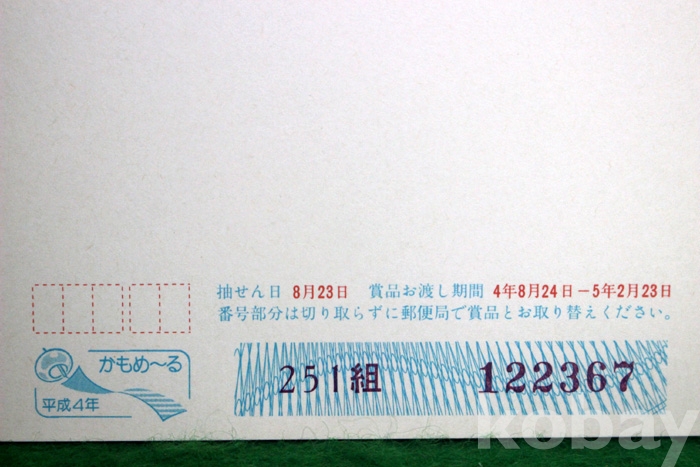 抽せん日 8月23日 賞品お渡し期間 4年8月24日-5年2月23日
番号部分は切り取らずに郵便局で賞品とお取り替えください。
かもめ〜る
平成4年
251組 122367
kobay